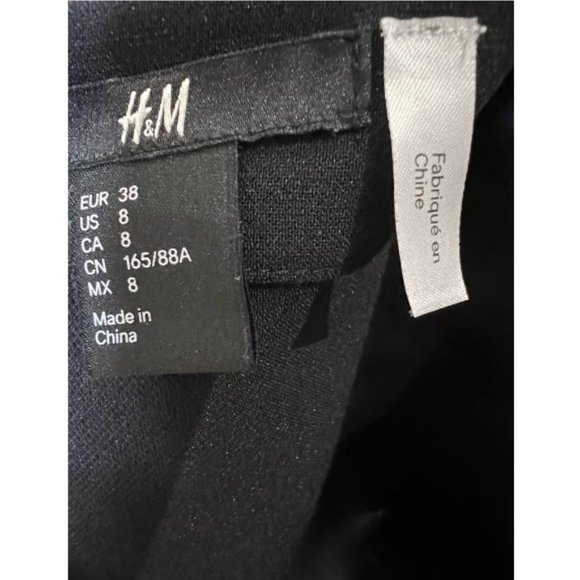 H&M
EUR 38
US 8
CA 8
CN 165/88A
MX 8
Made in
China
Fabriqué en
Chine